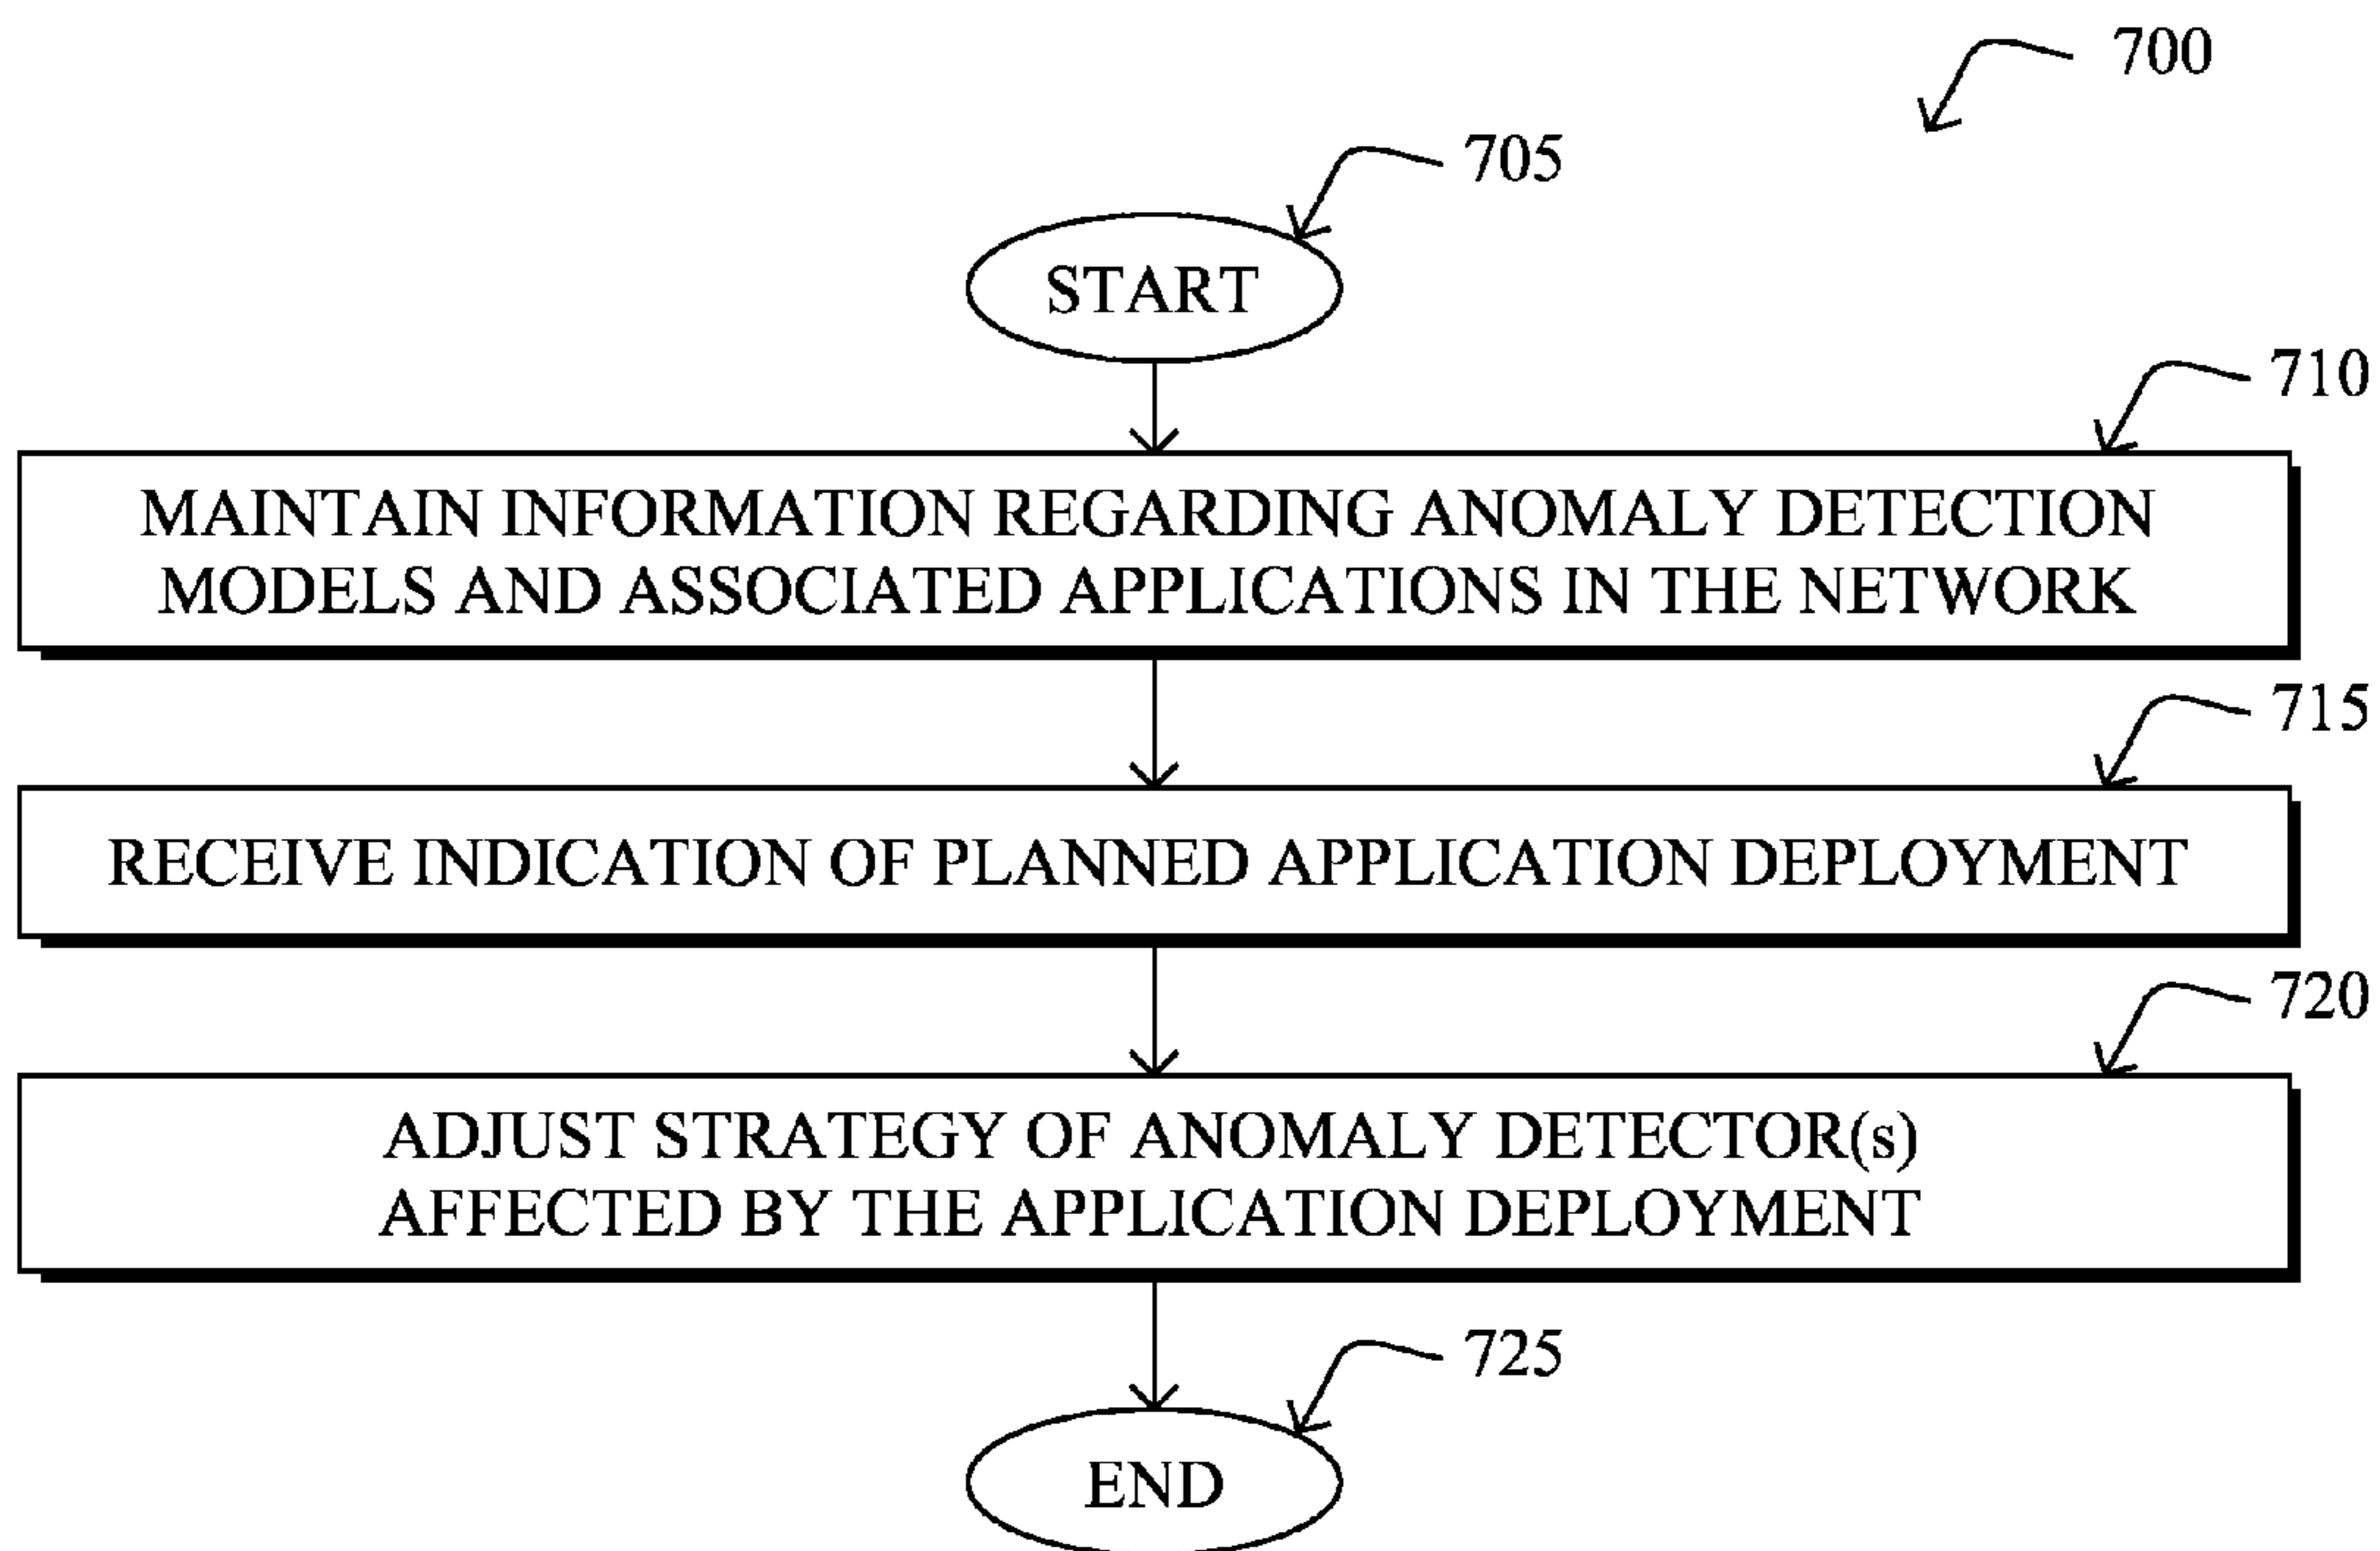 700
705
START
710
MAINTAIN INFORMATION REGARDING ANOMALY DETECTION
MODELS AND ASSOCIATED APPLICATIONS IN THE NETWORK
715
RECEIVE INDICATION OF PLANNED APPLICATION DEPLOYMENT
720
ADJUST STRATEGY OF ANOMALY DETECTOR(s)
AFFECTED BY THE APPLICATION DEPLOYMENT
725
END